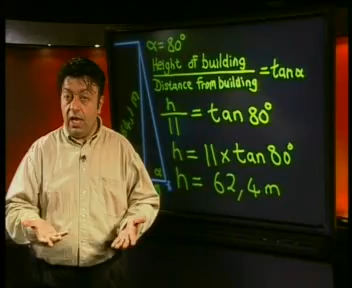 α = 80°
Height of building
Distance from building
= tan α
h
11
= tan 80°
h = 11 x tan 80°
h = 62,4 m
α